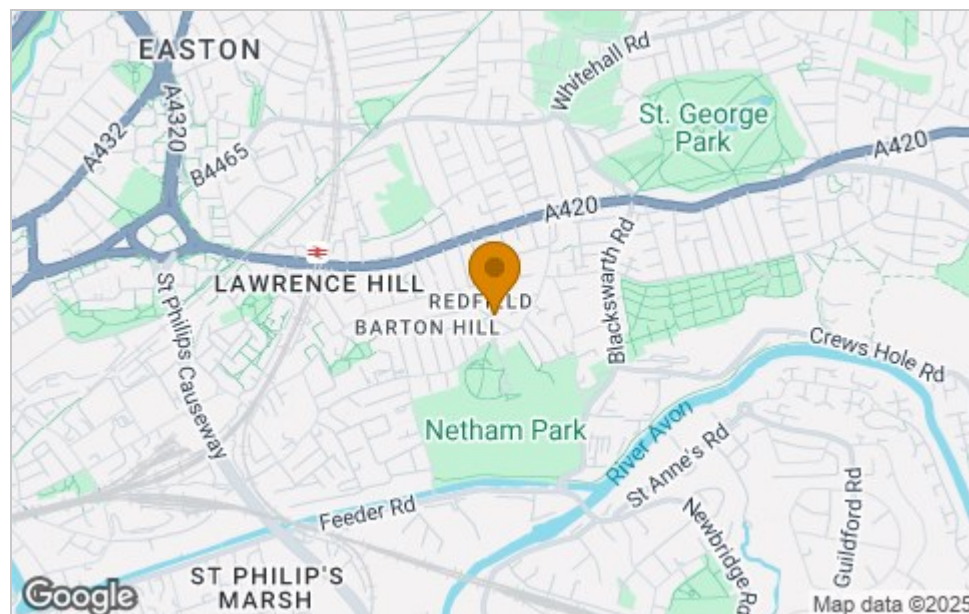 EASTON
Whitehall Rd
A432
A4320
B4465
St. George
Park
A420
A420
St Philips Causeway
LAWRENCE HILL
REDFIELD
BARTON HILL
Blackswarth Rd
Crews Hole Rd
Netham Park
River Avon
St Anne's Rd
Feeder Rd
Newbridge Rd
Guildford Rd
ST PHILIP'S
MARSH
Google
Map data ©2025